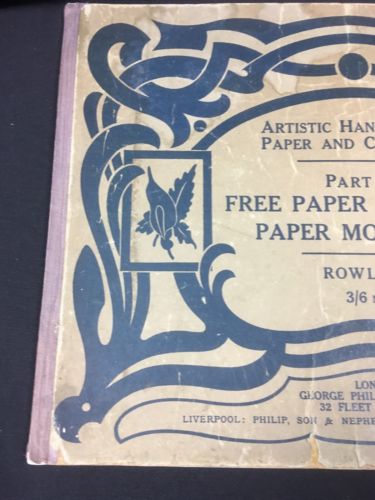 ARTISTIC HAN
PAPER AND C
PART
FREE PAPER
PAPER MO
ROWL
3/6
LON
GEORGE PHIL
32 FLEET
LIVERPOOL: PHILIP, SON & NEPHE